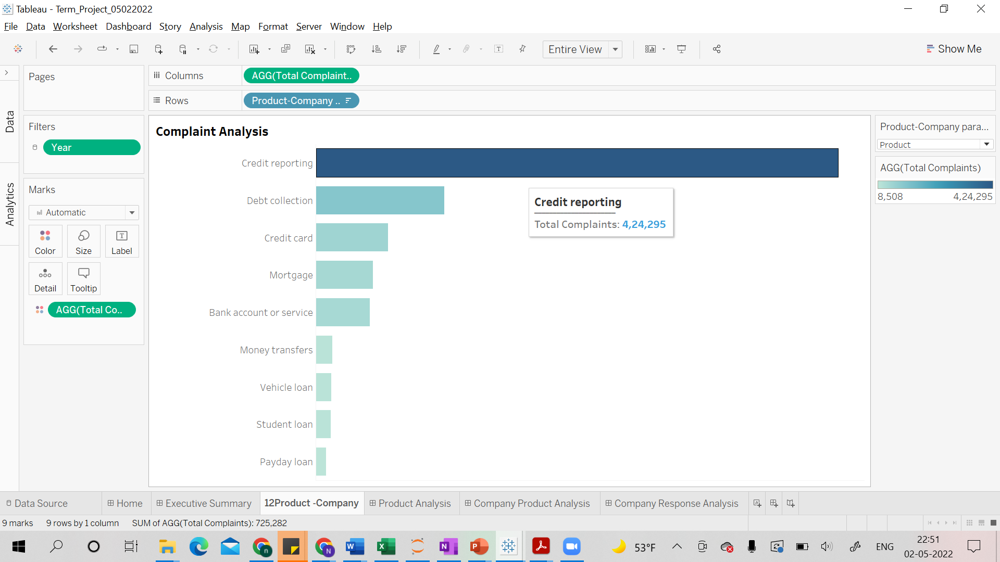 Tableau - Term_Project_05022022
File Data Worksheet Dashboard Story Analysis Map Format Server Window Help
Entire View
Show Me
Pages
Columns
AGG(Total Complaint..
Rows
Product-Company ..
Data
Analytics
Filters
Year
Marks
Automatic
Color
Size
Label
Detail
Tooltip
AGG(Total Co..
Complaint Analysis
Credit reporting
Debt collection
Credit card
Mortgage
Bank account or service
Money transfers
Vehicle loan
Student loan
Payday loan
Credit reporting
Total Complaints: 4,24,295
Product-Company para...
Product
AGG(Total Complaints)
8,508 4,24,295
Data Source Home Executive Summary 12Product -Company Product Analysis Company Product Analysis Company Response Analysis
9 marks 9 rows by 1 column SUM of AGG(Total Complaints): 725,282
53°F
ENG
22:51
02-05-2022